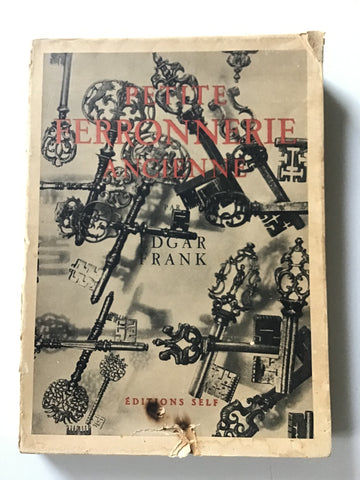 PETITE
FERRONNERIE
ANCIENNE
PAR
EDGAR
FRANK
ÉDITIONS SELF